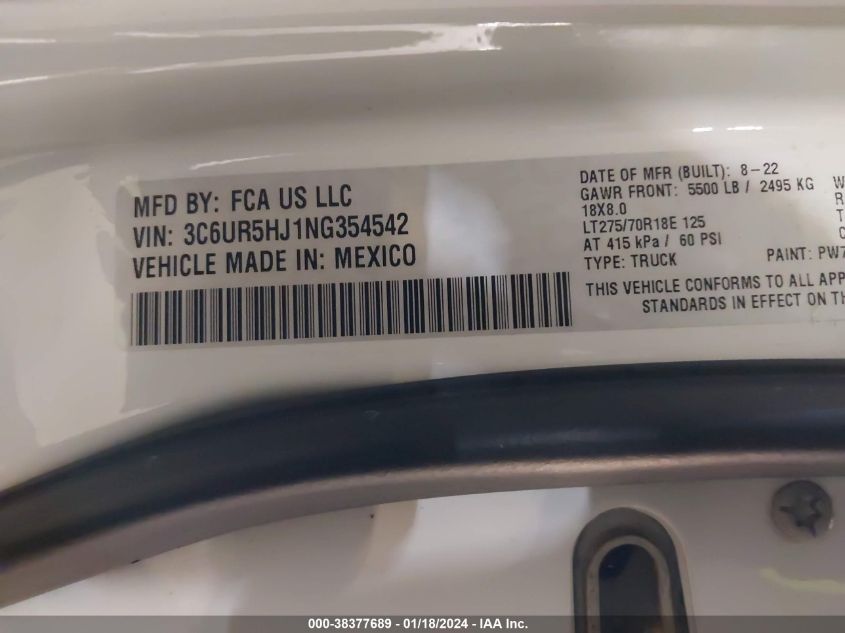 MFD BY: FCA US LLC
VIN: 3C6UR5HJ1NG354542
VEHICLE MADE IN: MEXICO
DATE OF MFR (BUILT): 8-22
GAWR FRONT: 5500 LB / 2495 KG
18X8.0
LT275/70R18E 125
AT 415 kPa / 60 PSI
TYPE: TRUCK PAINT: PW7
THIS VEHICLE CONFORMS TO ALL APP
STANDARDS IN EFFECT ON TH
000-38377689 - 01/18/2024 - IAA Inc.